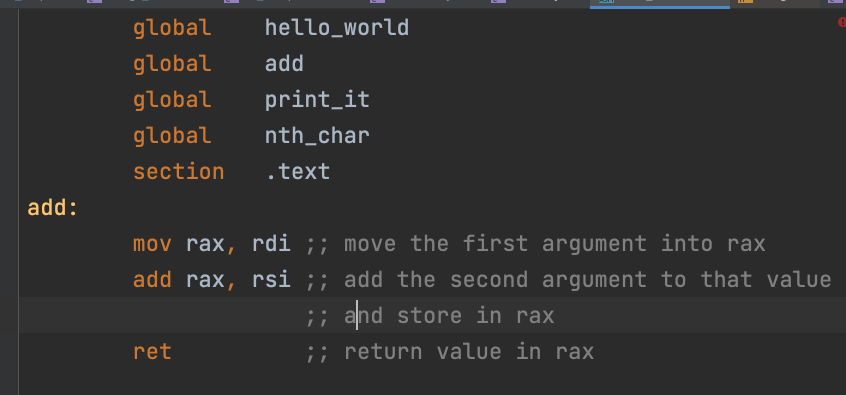 global hello_world
global add
global print_it
global nth_char
section .text
add:
mov rax, rdi ;; move the first argument into rax
add rax, rsi ;; add the second argument to that value
;; and store in rax
ret ;; return value in rax